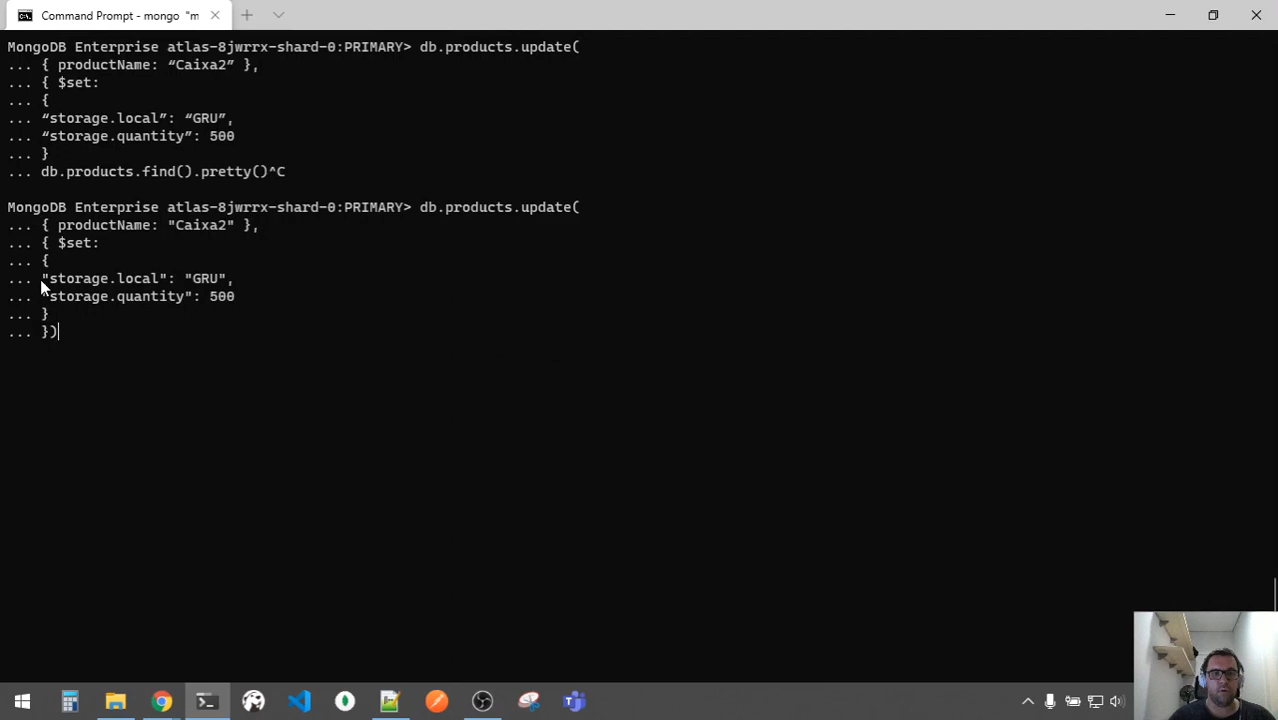 Command Prompt - mongo "m
MongoDB Enterprise atlas-8jwrrx-shard-0:PRIMARY> db.products.update(
... { productName: “Caixa2” },
... { $set:
... {
... “storage.local”: “GRU”,
... “storage.quantity”: 500
... }
... db.products.find().pretty()^C
MongoDB Enterprise atlas-8jwrrx-shard-0:PRIMARY> db.products.update(
... { productName: "Caixa2" },
... { $set:
... {
... "storage.local": "GRU",
... "storage.quantity": 500
... }
... })